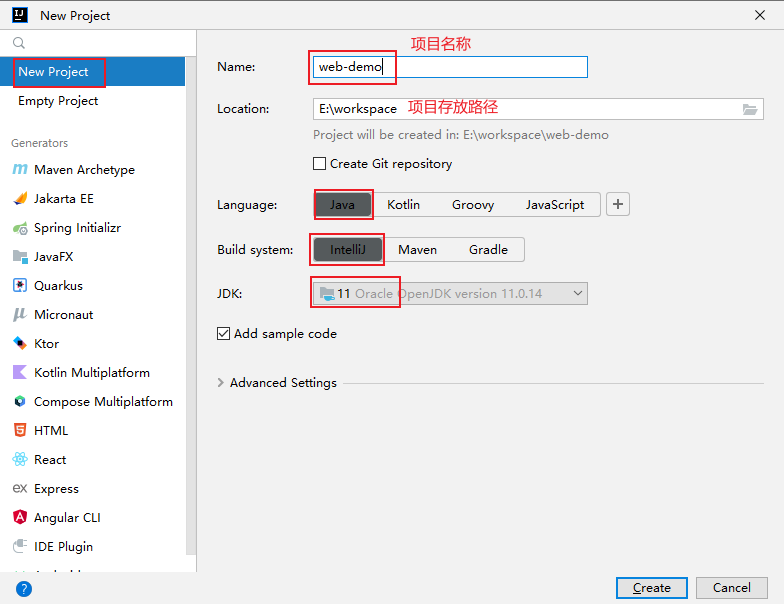 New Project
New Project
Empty Project
Generators
Maven Archetype
Jakarta EE
Spring Initializr
JavaFX
Quarkus
Micronaut
Ktor
Kotlin Multiplatform
Compose Multiplatform
HTML
React
Express
Angular CLI
IDE Plugin
项目名称
Name: web-demo
Location: E:\workspace 项目存放路径
Project will be created in: E:\workspace\web-demo
Create Git repository
Language: Java Kotlin Groovy JavaScript +
Build system: IntelliJ Maven Gradle
JDK: 11 Oracle OpenJDK version 11.0.14
Add sample code
Advanced Settings
? Create Cancel